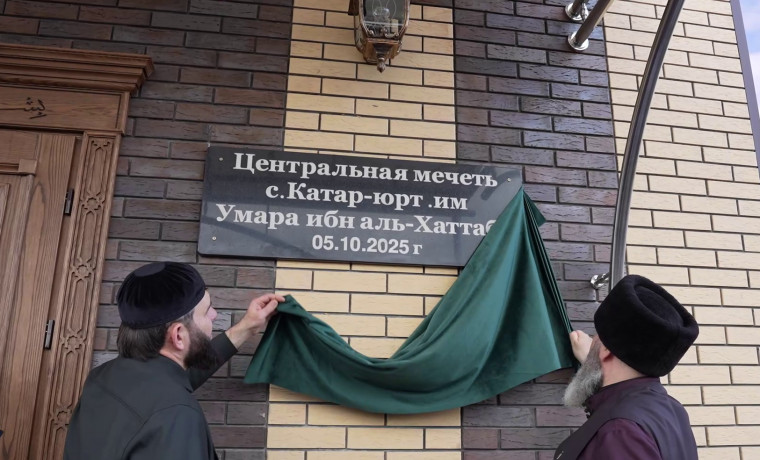 Центральная мечеть
с.Катар-юрт .им
Умара ибн аль-Хаттаб
05.10.2025 г